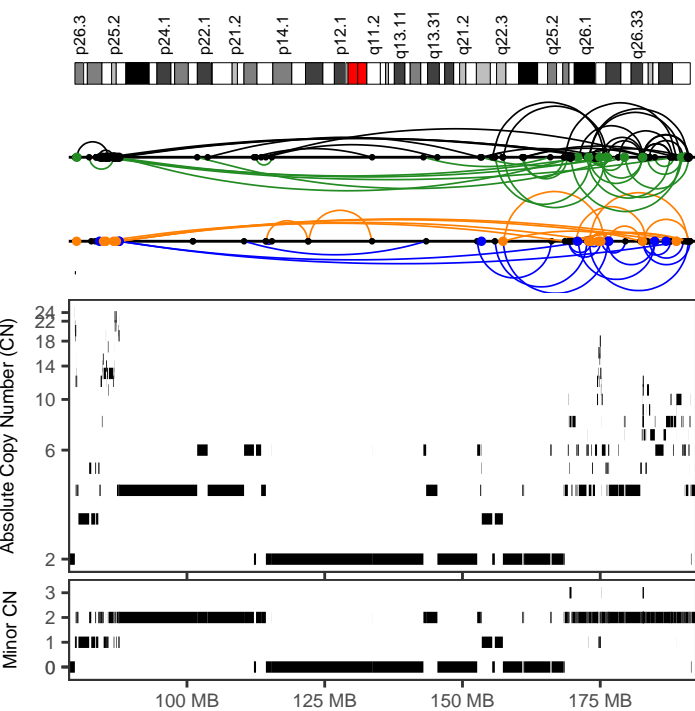 p26.3 p25.2 p24.1 p22.1 p21.2 p14.1 p12.1 q11.2 q13.11 q13.31 q21.2 q22.3 q25.2 q26.1 q26.33
Absolute Copy Number (CN)
24
22
18
14
10
6
2
Minor CN
3
2
1
0
100 MB 125 MB 150 MB 175 MB